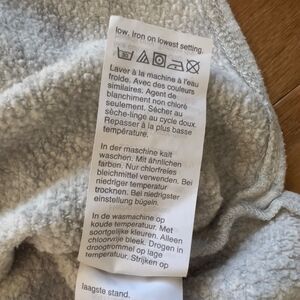 low. Iron on lowest setting.
Laver à la machine à l'eau
froide. Avec des couleurs
similaires. Agent de
blanchiment non chloré
seulement. Sécher au
sèche-linge au cycle doux.
Repasser à la plus basse
température.
In der maschine kalt
waschen. Mit ähnlichen
farben. Nur chlorfreies
bleichmittel verwenden. Bei
niedriger temperatur
trocknen. Bei niedrigster
einstellung bügeln.
In de wasmachine op
koude temperatuur. Met
soortgelijke kleuren. Alleen
chloorvrije bleek. Drogen in
droogtrommel op lage
temperatuur. Strijken op
laagste stand.